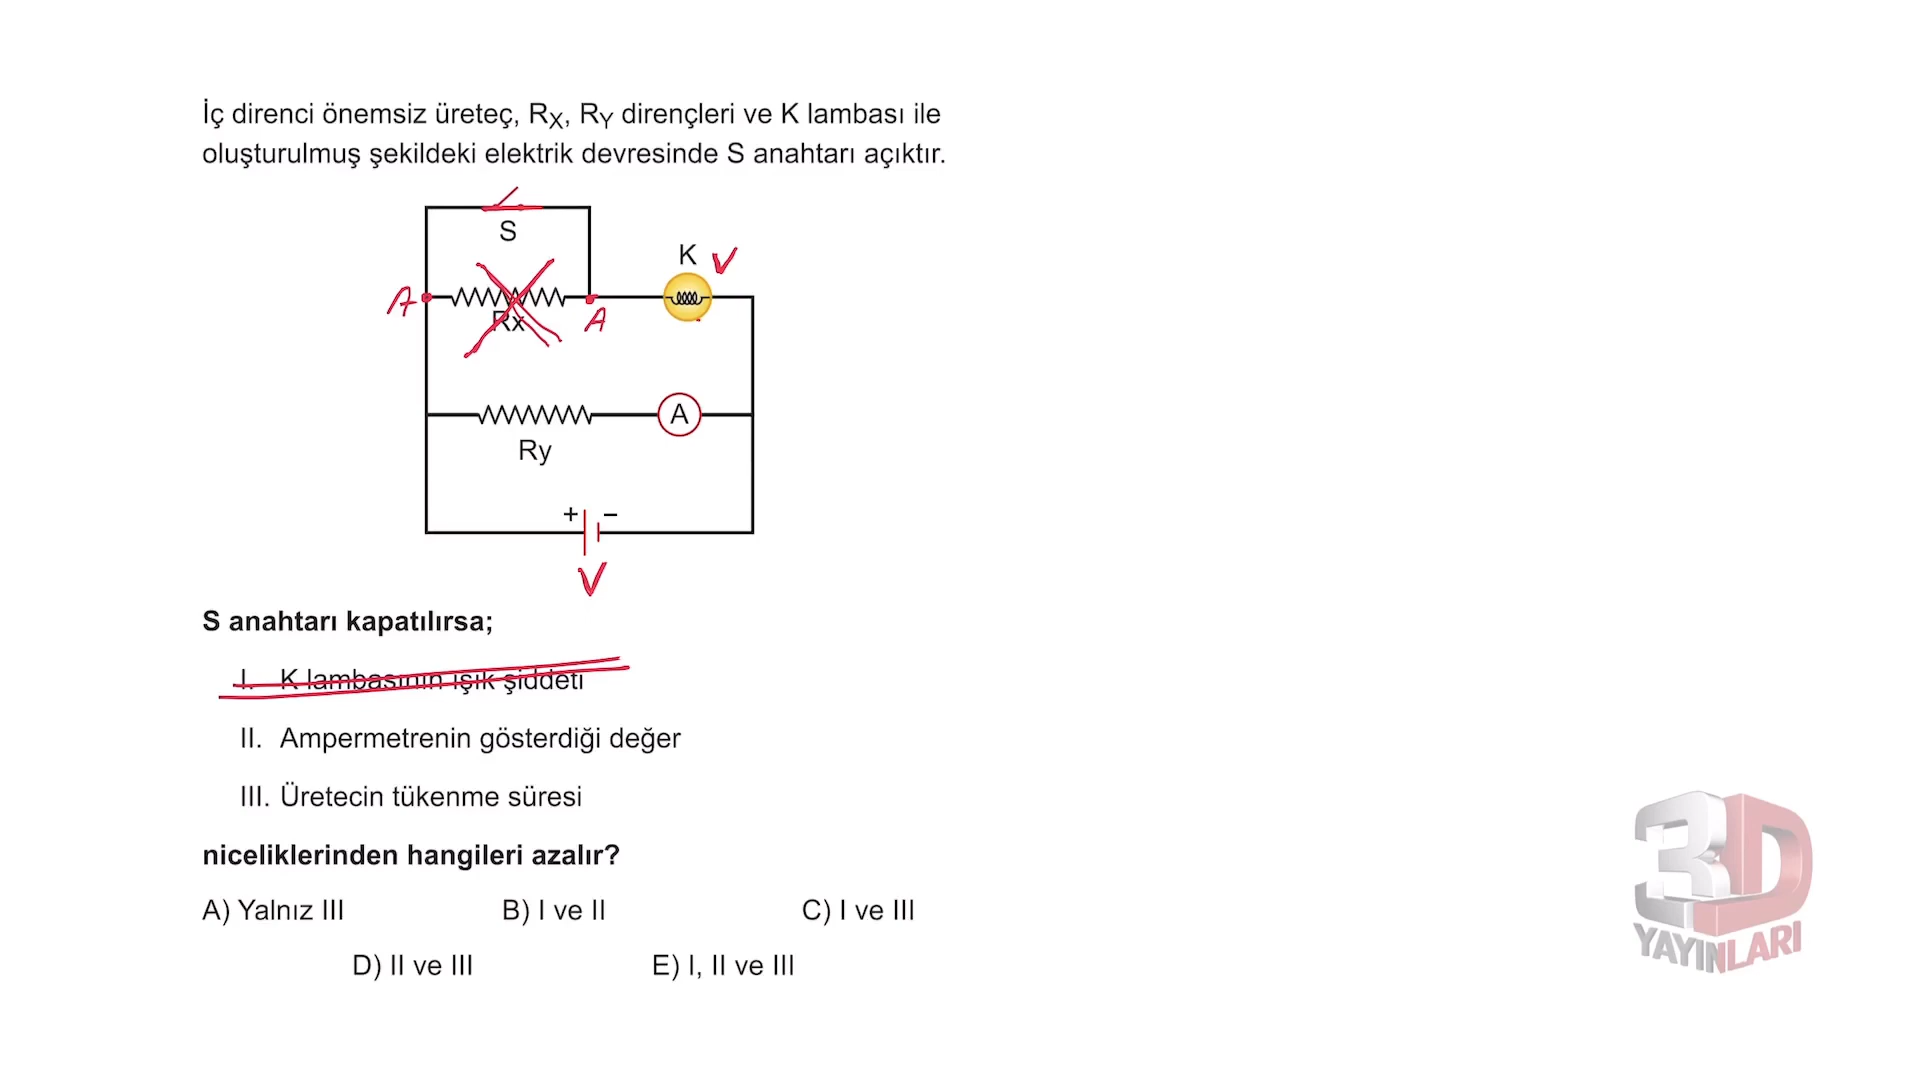 İç direnci önemsiz üreteç, RX, RY dirençleri ve K lambası ile
oluşturulmuş şekildeki elektrik devresinde S anahtarı açıktır.
S
K V
A
Rx
A
A
Ry
+ −
V
S anahtarı kapatılırsa;
I. K lambasının ışık şiddeti
II. Ampermetrenin gösterdiği değer
III. Üretecin tükenme süresi
niceliklerinden hangileri azalır?
A) Yalnız III B) I ve II C) I ve III
D) II ve III E) I, II ve III
3D
YAYINLARI